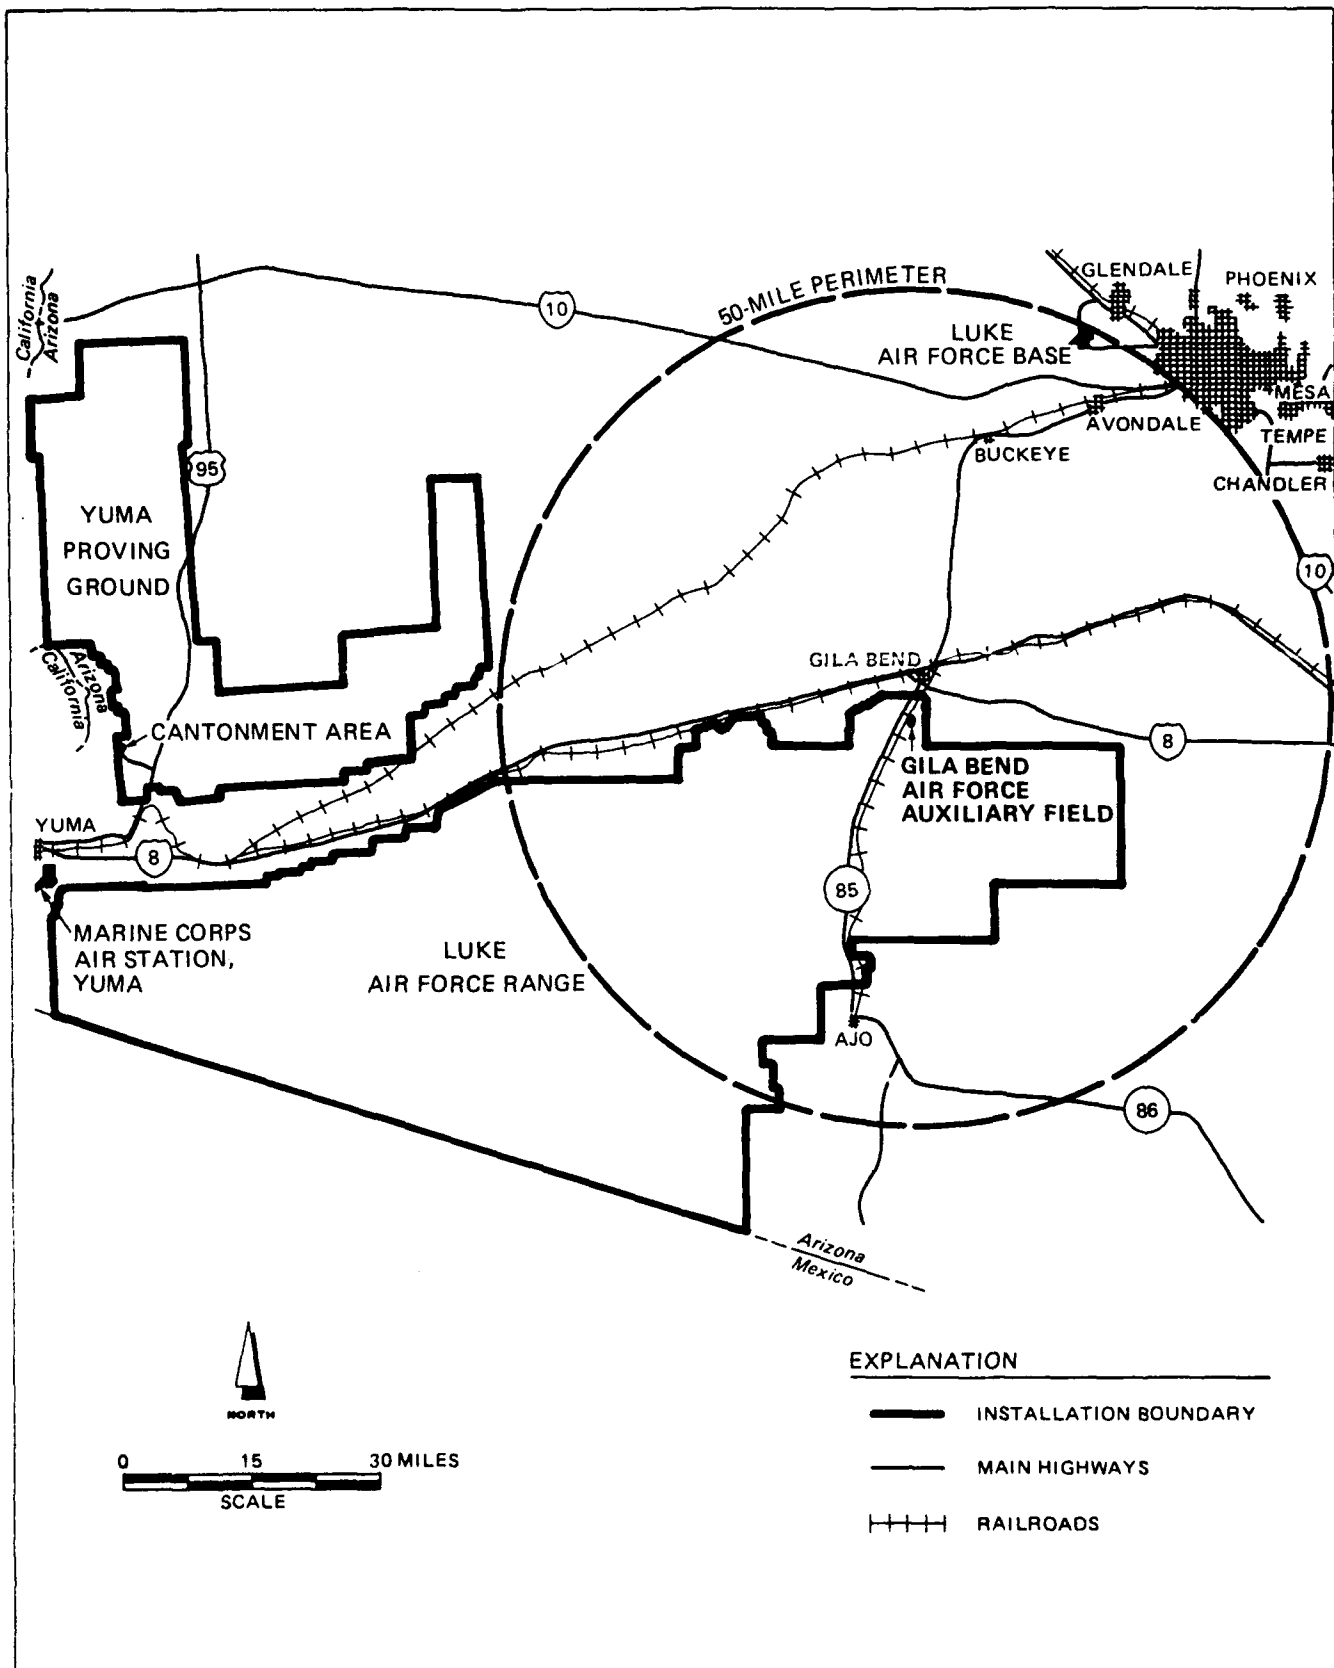 GLENDALE
PHOENIX
50-MILE PERIMETER
California
Arizona
10
LUKE
AIR FORCE BASE
MESA
AVONDALE
TEMPE
BUCKEYE
95
CHANDLER
YUMA
PROVING
GROUND
10
Arizona
California
GILA BEND
CANTONMENT AREA
8
GILA BEND
AIR FORCE
AUXILIARY FIELD
YUMA
8
85
MARINE CORPS
AIR STATION,
YUMA
LUKE
AIR FORCE RANGE
AJO
86
Arizona
Mexico
NORTH
0 15 30 MILES
SCALE
EXPLANATION
INSTALLATION BOUNDARY
MAIN HIGHWAYS
RAILROADS